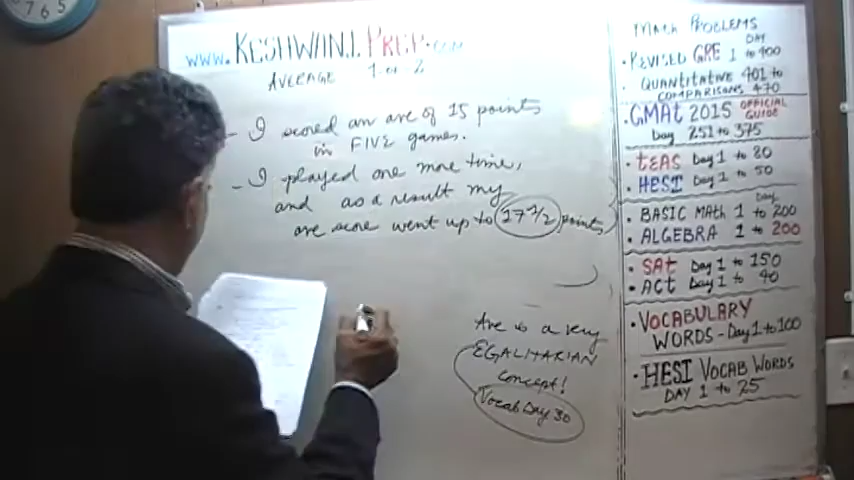 www. KESHWANI PREP.com
AVERAGE 1 of 2
- I scored an ave of 15 points
in FIVE games.
- I played one more time,
and as a result my
ave score went up to 17 1/2 points
Ave is a very
EGALITARIAN
concept!
Vocab Day 30
MATH PROBLEMS
DAY
• REVISED GRE 1 to 400
• QUANTITATIVE 401 to
COMPARISONS 470
• GMAt 2015 OFFICIAL
GUIDE
Day 251 to 375
• tEAS Day 1 to 80
• HESI Day 1 to 50
Day
• BASIC MAtH 1 to 200
• ALGEBRA 1 to 200
• SAt Day 1 to 150
• ACt Day 1 to 40
• VOCABULARY
WORDS - Day 1 to 100
• HESI VOCAB WORDS
DAY 1 to 25
7 6 5